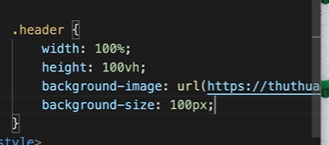 .header {
width: 100%;
height: 100vh;
background-image: url(https://thuthua
background-size: 100px;
}
style>